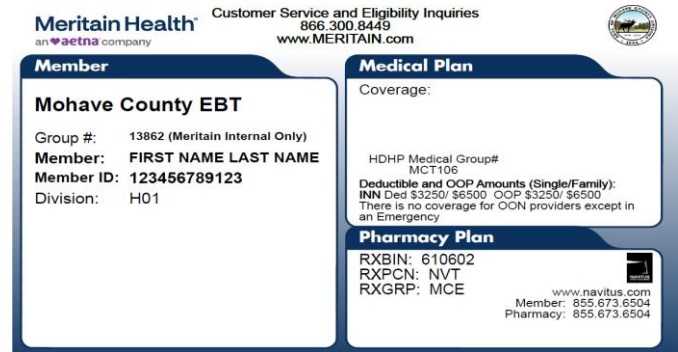 Meritain Health®
an aetna company
Customer Service and Eligibility Inquiries
866.300.8449
www.MERITAIN.com
Member
Mohave County EBT
Group #: 13862 (Meritain Internal Only)
Member: FIRST NAME LAST NAME
Member ID: 123456789123
Division: H01
Medical Plan
Coverage:
HDHP Medical Group#
MCT106
Deductible and OOP Amounts (Single/Family):
INN Ded $3250/ $6500 OOP $3250/ $6500
There is no coverage for OON providers except in
an Emergency
Pharmacy Plan
RXBIN: 610602
RXPCN: NVT
RXGRP: MCE
www.navitus.com
Member: 855.673.6504
Pharmacy: 855.673.6504